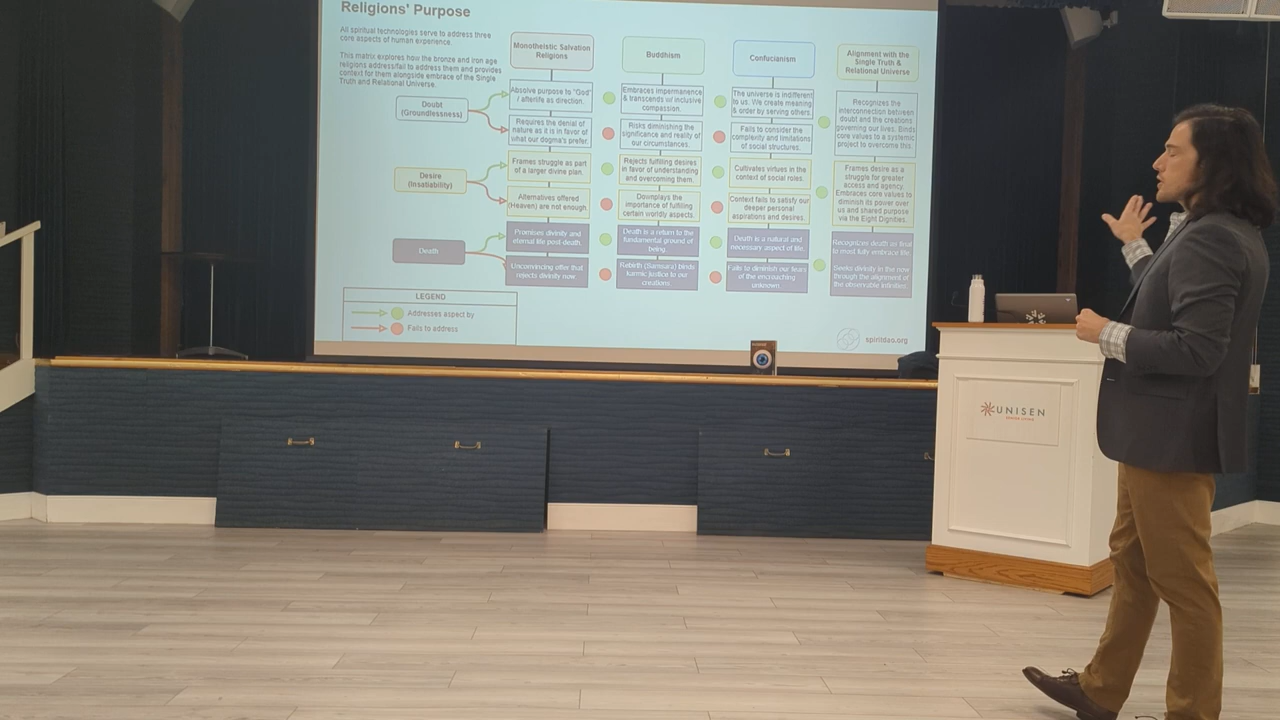 Religions' Purpose
All spiritual technologies serve to address three
core aspects of human experience.
This matrix explores how the bronze and iron age
religions address/fail to address them and provides
context for them alongside embrace of the Single
Truth and Relational Universe.
Monotheistic Salvation
Religions
Buddhism
Confucianism
Alignment with the
Single Truth &
Relational Universe
Doubt
(Groundlessness)
Absolve purpose to "God"
/ afterlife as direction.
Embraces impermanence
& transcends w/ inclusive
compassion.
The universe is indifferent
to us. We create meaning
& order by serving others.
Recognizes the
interconnection between
doubt and the creations
governing our lives. Binds
core values to a systemic
project to overcome this.
Requires the denial of
nature as it is in favor of
what our dogma's prefer.
Risks diminishing the
significance and reality of
our circumstances.
Fails to consider the
complexity and limitations
of social structures.
Desire
(Insatiability)
Frames struggle as part
of a larger divine plan.
Rejects fulfilling desires
in favor of understanding
and overcoming them.
Cultivates virtues in the
context of social roles.
Frames desire as a
struggle for greater
access and agency.
Embraces core values to
diminish its power over
us and shared purpose
via the Eight Dignities.
Alternatives offered
(Heaven) are not enough.
Downplays the
importance of fulfilling
certain worldly aspects.
Context fails to satisfy our
deeper personal
aspirations and desires.
Death
Promises divinity and
eternal life post-death.
Death is a return to the
fundamental ground of
being.
Death is a natural and
necessary aspect of life.
Recognizes death as final
to most fully embrace life.
Seeks divinity in the now
through the alignment of
the observable infinities.
Unconvincing offer that
rejects divinity now.
Rebirth (Samsara) binds
karmic justice to our
creations.
Fails to diminish our fears
of the encroaching
unknown.
LEGEND
Addresses aspect by
Fails to address
spiritdao.org
UNISEN
SENIOR LIVING